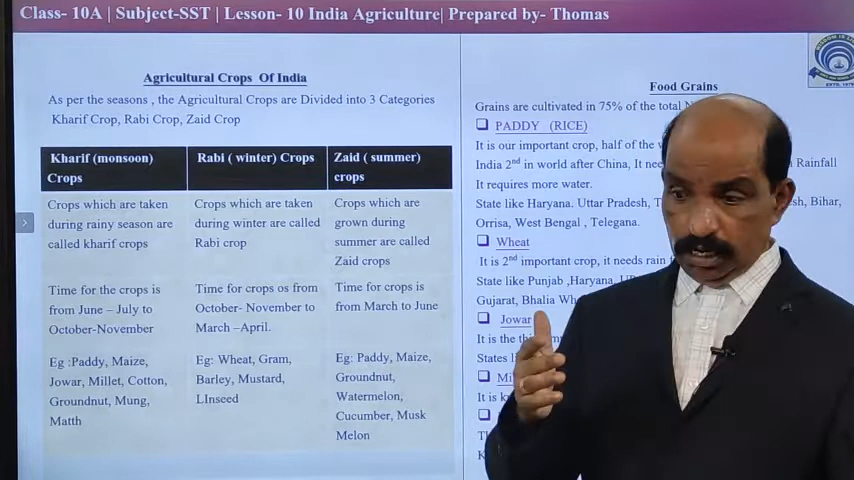 Class- 10A | Subject-SST | Lesson- 10 India Agriculture| Prepared by- Thomas
Agricultural Crops Of India
As per the seasons , the Agricultural Crops are Divided into 3 Categories
Kharif Crop, Rabi Crop, Zaid Crop
Kharif (monsoon)
Crops
Rabi ( winter) Crops
Zaid ( summer)
crops
Crops which are taken
during rainy season are
called kharif crops
Crops which are taken
during winter are called
Rabi crop
Crops which are
grown during
summer are called
Zaid crops
Time for the crops is
from June – July to
October-November
Time for crops os from
October- November to
March –April.
Time for crops is
from March to June
Eg :Paddy, Maize,
Jowar, Millet, Cotton,
Groundnut, Mung,
Matth
Eg: Wheat, Gram,
Barley, Mustard,
LInseed
Eg: Paddy, Maize,
Groundnut,
Watermelon,
Cucumber, Musk
Melon
Food Grains
Grains are cultivated in 75% of the total
PADDY (RICE)
It is our important crop, half of the
India 2nd in world after China, It Rainfall
It requires more water.
State like Haryana. Uttar Pradesh, Bihar,
Orrisa, West Bengal , Telegana.
Wheat
It is 2nd important crop, it needs rain
State like Punjab ,Haryana,
Gujarat, Bhalia
Jowar
It is the
States
It is